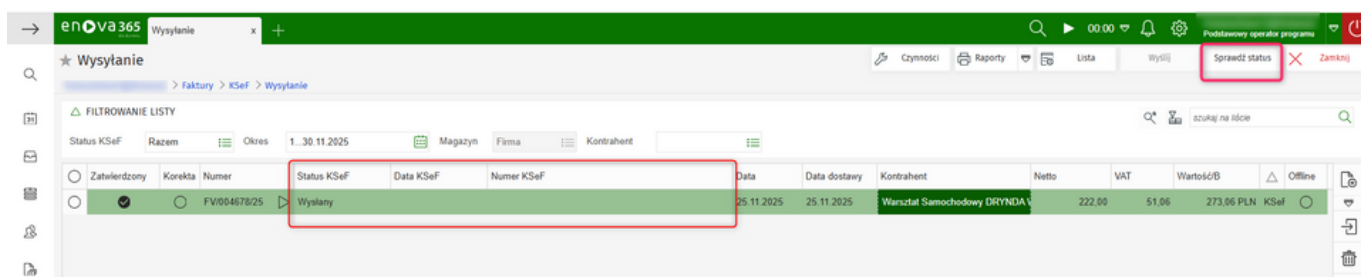 enova365 Wysyłanie x + 00:00 Podstawowy operator programu
Wysyłanie Czynności Raporty Lista Wyślij Sprawdź status Zamknij
> Faktury > KSeF > Wysyłanie
FILTROWANIE LISTY szukaj na liście
Status KSeF Razem Okres 1...30.11.2025 Magazyn Firma Kontrahent
Zatwierdzony Korekta Numer Status KSeF Data KSeF Numer KSeF Data Data dostawy Kontrahent Netto VAT Wartość/B Offline
FV/004678/25 Wysłany 25.11.2025 25.11.2025 Warsztat Samochodowy DRYNDA 222,00 51,06 273,06 PLN KSeF